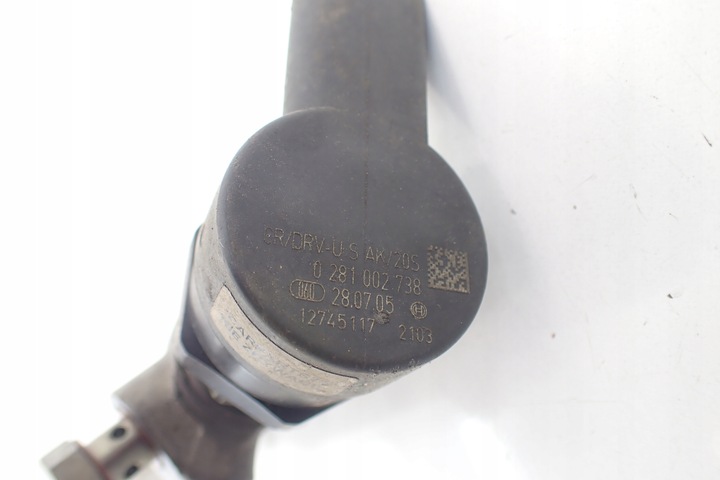 CR/DRV-U S AK/20S
0 281 002 738
28.07.05
12745117 2103